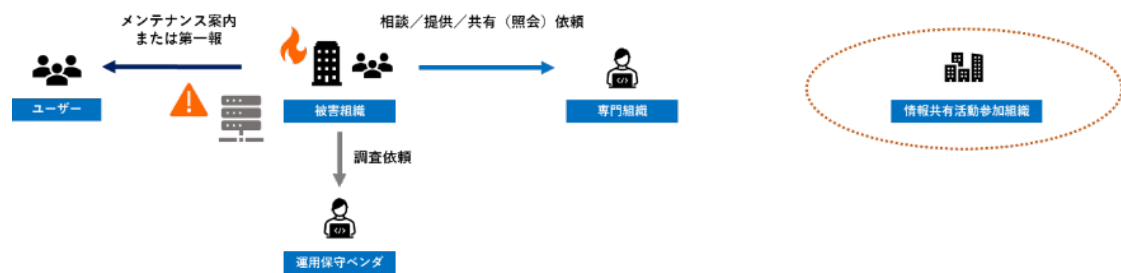 メンテナンス案内
または第一報
相談／提供／共有（照会）依頼
ユーザー
被害組織
専門組織
情報共有活動参加組織
調査依頼
</>
</>
運用保守ベンダ